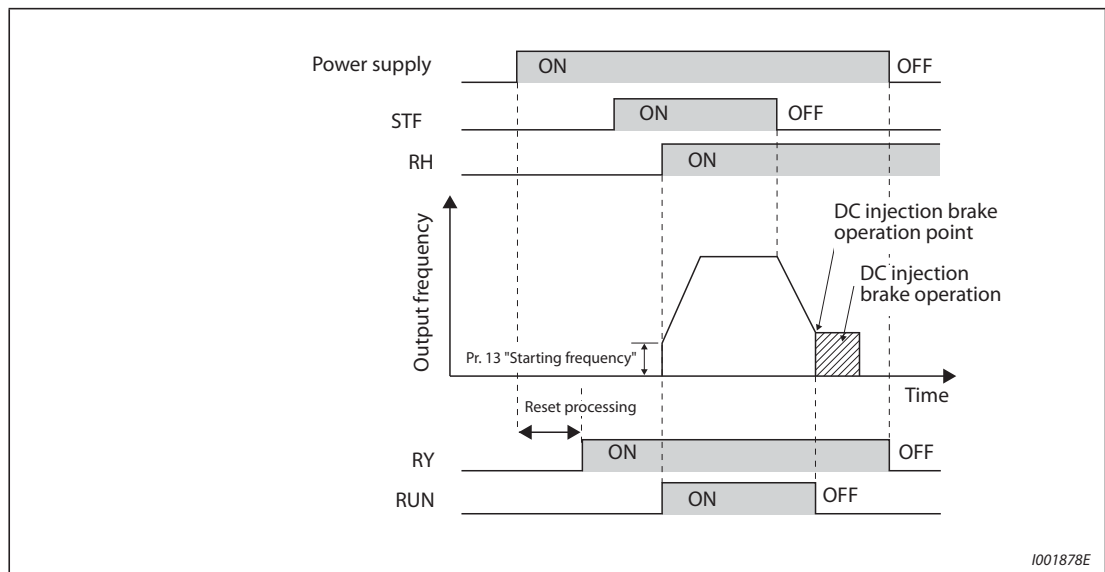 Power supply
ON
OFF
STF
ON
OFF
RH
ON
Output frequency
DC injection brake
operation point
DC injection
brake operation
Pr. 13 "Starting frequency"
Time
Reset processing
RY
ON
OFF
RUN
ON
OFF
I001878E